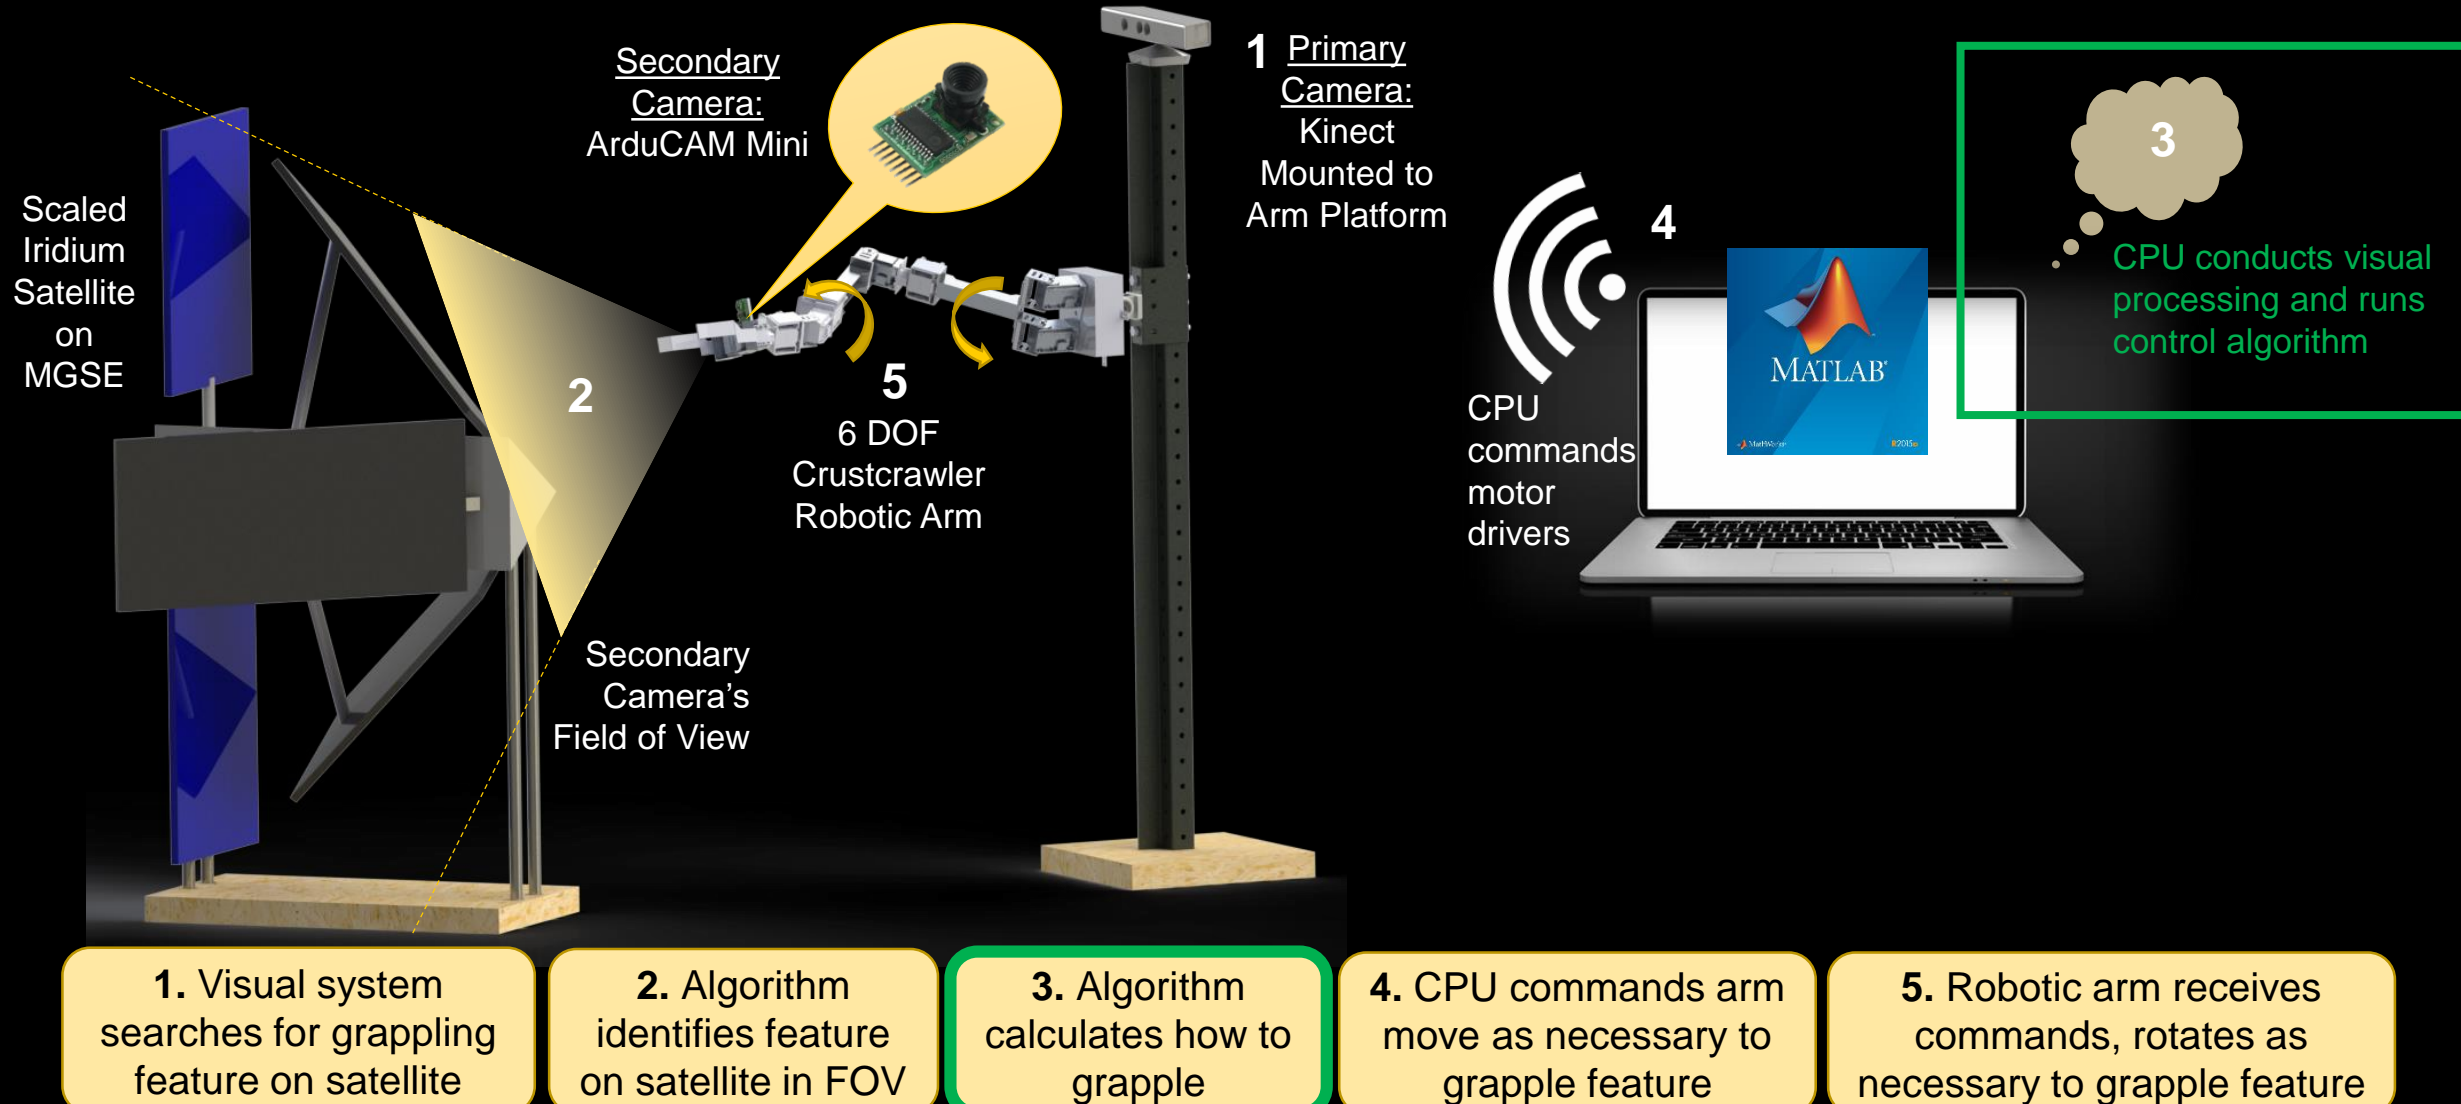 Secondary
Camera:
ArduCAM Mini
1
Primary
Camera:
Kinect
Mounted to
Arm Platform
3
CPU conducts visual
processing and runs
control algorithm
Scaled
Iridium
Satellite
on
MGSE
4
MATLAB®
MathWorks
R2015a
CPU
commands
motor
drivers
2
5
6 DOF
Crustcrawler
Robotic Arm
Secondary
Camera’s
Field of View
1. Visual system
searches for grappling
feature on satellite
2. Algorithm
identifies feature
on satellite in FOV
3. Algorithm
calculates how to
grapple
4. CPU commands arm
move as necessary to
grapple feature
5. Robotic arm receives
commands, rotates as
necessary to grapple feature